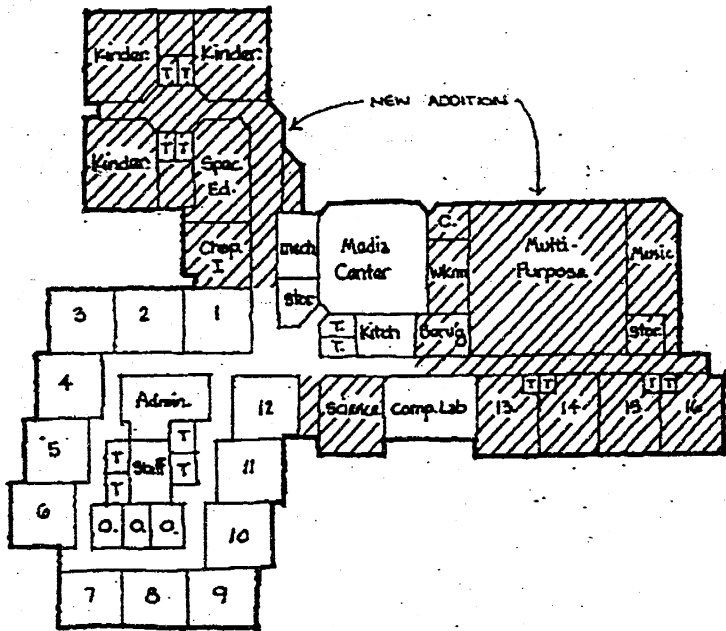 Kinder.
Kinder.
T T
NEW ADDITION
Kinder.
T T
Spec.
Ed.
Chap.
I
mech
Media
Center
C.
Wkrm
Multi-
Purpose
Music
Stor
Stor.
3
2
1
T.
T.
Kitch
Serv'g
4
Admin.
12
Science
Comp. Lab
13
T T
14
15
T T
16
5
T
T
Staff
T
T
11
6
O.
O.
O.
10
7
8
9